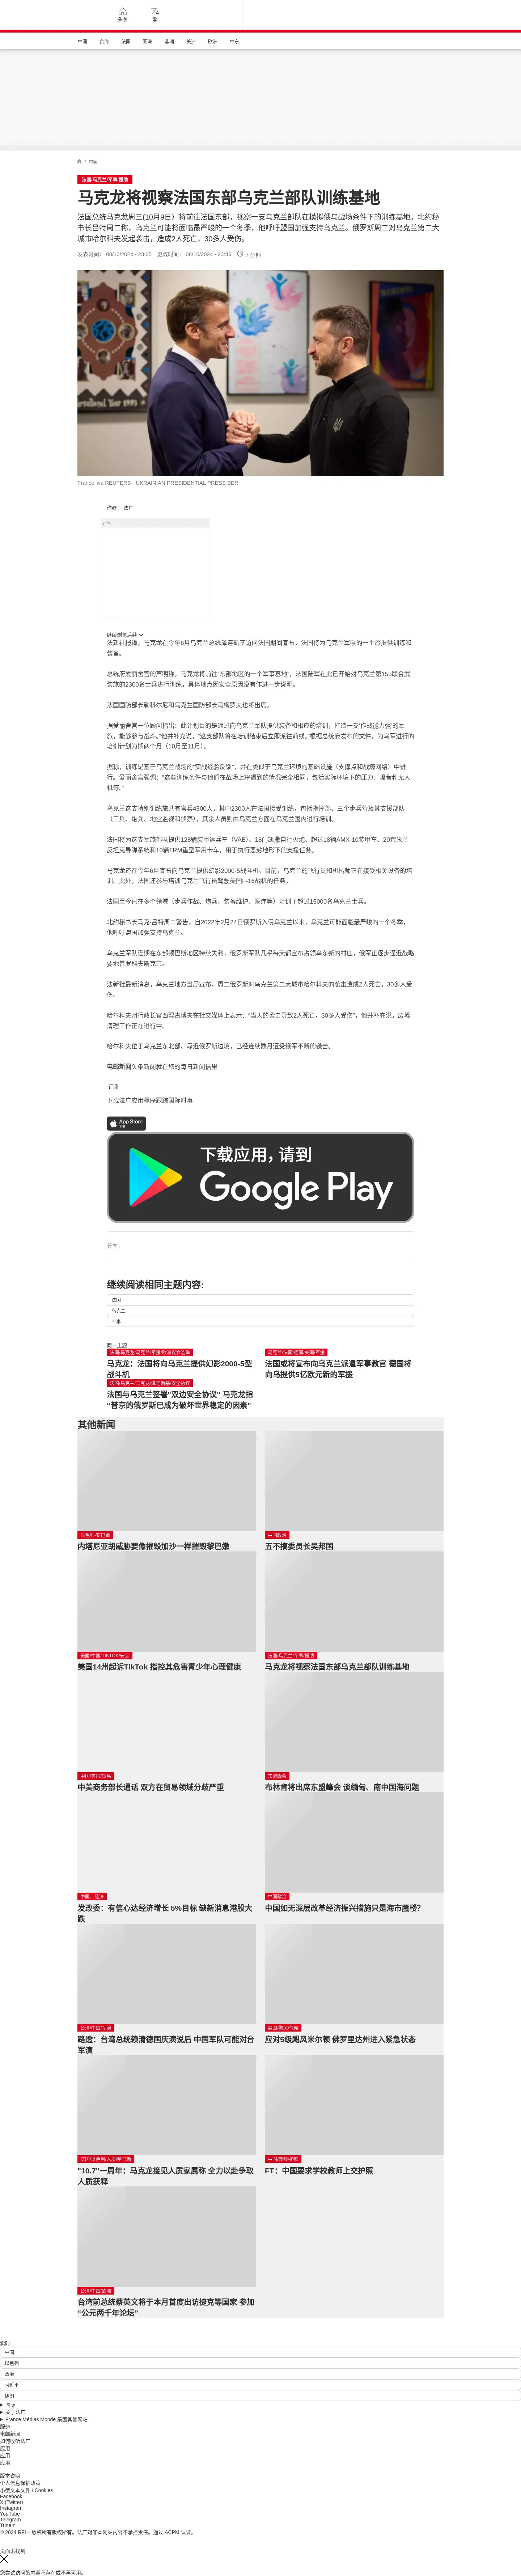 头条
繁
中国
台海
法国
亚洲
非洲
美洲
欧洲
中东
/ 法国
法国/乌克兰/军事/援助
马克龙将视察法国东部乌克兰部队训练基地
法国总统马克龙周三(10月9日）将前往法国东部，视察一支乌克兰部队在模拟俄乌战场条件下的训练基地。北约秘
书长吕特周二称，乌克兰可能将面临最严峻的一个冬季，他呼吁盟国加强支持乌克兰。俄罗斯周二对乌克兰第二大
城市哈尔科夫发起袭击，造成2人死亡，30多人受伤。
发表时间： 08/10/2024 - 23:35 更改时间： 08/10/2024 - 23:46 7 分钟
France via REUTERS - UKRAINIAN PRESIDENTIAL PRESS SER
作者： 法广
广告
继续浏览后续
法新社报道，马克龙在今年6月乌克兰总统泽连斯基访问法国期间宣布，法国将为乌克兰军队的一个旅提供训练和
装备。
总统府爱丽舍宫的声明称，马克龙将前往“东部地区的一个军事基地”，法国陆军在此已开始对乌克兰第155联合武
装旅的2300名士兵进行训练，具体地点因安全原因没有作进一步说明。
法国国防部长勒科尔尼和乌克兰国防部长乌梅罗夫也将出席。
据爱丽舍宫一位顾问指出：此计划目的是通过向乌克兰军队提供装备和相应的培训，打造一支‘作战能力强’的军
旅，能够参与战斗。”他并补充说，“这支部队将在培训结束后立即派往前线。”根据总统府发布的文件，为乌军进行的
培训计划为期两个月（10月至11月）。
据称，训练是基于乌克兰战场的“实战经验反馈”，并在类似于乌克兰环境的基础设施（支撑点和战壕网络）中进
行。爱丽舍宫强调：“这些训练条件与他们在战场上将遇到的情况完全相同，包括实际环境下的压力、噪音和无人
机等。”
乌克兰这支特别训练旅共有官兵4500人，其中2300人在法国接受训练，包括指挥部、三个步兵营及其支援部队
（工兵、炮兵、地空监视和侦察），其余人员则由乌克兰方面在乌克兰国内进行培训。
法国将为这支军旅部队提供128辆装甲运兵车（VAB）、18门凯撒自行火炮、超过18辆AMX-10装甲车、20套米兰
反坦克导弹系统和10辆TRM重型军用卡车，用于执行恶劣地形下的支援任务。
马克龙还在今年6月宣布向乌克兰提供幻影2000-5战斗机。目前，乌克兰的飞行员和机械师正在接受相关设备的培
训。此外，法国还参与培训乌克兰飞行员驾驶美国F-16战机的任务。
法国至今已在多个领域（步兵作战、炮兵、装备维护、医疗等）培训了超过15000名乌克兰士兵。
北约秘书长马克·吕特周二警告，自2022年2月24日俄罗斯入侵乌克兰以来，乌克兰可能面临最严峻的一个冬季，
他呼吁盟国加强支持乌克兰。
乌克兰军队近期在东部顿巴斯地区持续失利，俄罗斯军队几乎每天都宣布占领乌东新的村庄，俄军正逐步逼近战略
要地普罗科夫斯克市。
法新社最新消息，乌克兰地方当局宣布，周二俄罗斯对乌克兰第二大城市哈尔科夫的袭击造成2人死亡，30多人受
伤。
哈尔科夫州行政长官西涅古博夫在社交媒体上表示：“当天的袭击导致2人死亡，30多人受伤”，他并补充说，废墟
清理工作正在进行中。
哈尔科夫位于乌克兰东北部、靠近俄罗斯边境，已经连续数月遭受俄军不断的袭击。
电邮新闻头条新闻就在您的每日新闻信里
订阅
下载法广应用程序跟踪国际时事
App Store
下载应用，请到
Google Play
分享 :
继续阅读相同主题内容:
法国
乌克兰
军事
同一主题
法国/马克龙/乌克兰/军援/欧洲议会选举
马克龙：法国将向乌克兰提供幻影2000-5型
战斗机
乌克兰/法国/德国/美国/军援
法国或将宣布向乌克兰派遣军事教官 德国将
向乌提供5亿欧元新的军援
法国/乌克兰/马克龙/泽连斯基/安全协议
法国与乌克兰签署"双边安全协议" 马克龙指
“普京的俄罗斯已成为破坏世界稳定的因素”
其他新闻
以色列-黎巴嫩
内塔尼亚胡威胁要像摧毁加沙一样摧毁黎巴嫩
中国政治
五不搞委员长吴邦国
美国/中国/TIKTOK/安全
美国14州起诉TikTok 指控其危害青少年心理健康
法国/乌克兰/军事/援助
马克龙将视察法国东部乌克兰部队训练基地
中国/美国/贸易
中美商务部长通话 双方在贸易领域分歧严重
东盟峰会
布林肯将出席东盟峰会 谈缅甸、南中国海问题
中国、经济
发改委：有信心达经济增长 5%目标 缺新消息港股大
跌
中国政治
中国如无深层改革经济振兴措施只是海市蜃楼？
台湾/中国/军演
路透：台湾总统赖清德国庆演说后 中国军队可能对台
军演
美国/飓风/气候
应对5级飓风米尔顿 佛罗里达州进入紧急状态
法国/以色列/人质/哈马斯
“10.7”一周年：马克龙接见人质家属称 全力以赴争取
人质获释
中国/教师/护照
FT：中国要求学校教师上交护照
台湾/中国/欧洲
台湾前总统蔡英文将于本月首度出访捷克等国家 参加
“公元两千年论坛”
实时
中国
以色列
政治
习近平
伊朗
国际
关于法广
France Médias Monde 集团其他网站
服务
电邮新闻
如何收听法广
应用
应用
应用
版本说明
个人信息保护政策
小型文本文件 / Cookies
Facebook
X (Twitter)
Instagram
YouTube
Telegram
TuneIn
© 2024 RFI – 版权所有版权所有。法广对非本网站内容不承担责任。通过 ACPM 认证。
页面未找到
您尝试访问的内容不存在或不再可用。